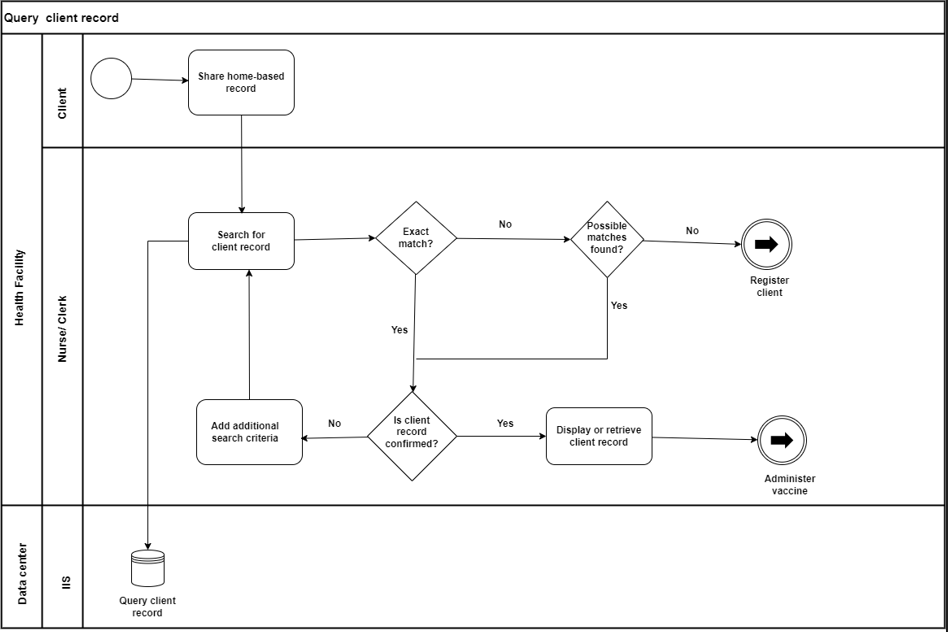 Query  client record
Health Facility
Client
Share home-based
record
Nurse/ Clerk
Search for
client record
Exact
match?
No
Possible
matches
found?
No
Register
client
Yes
Yes
Add additional
search criteria
No
Is client
record
confirmed?
Yes
Display or retrieve
client record
Administer
vaccine
Data center
IIS
Query client
record